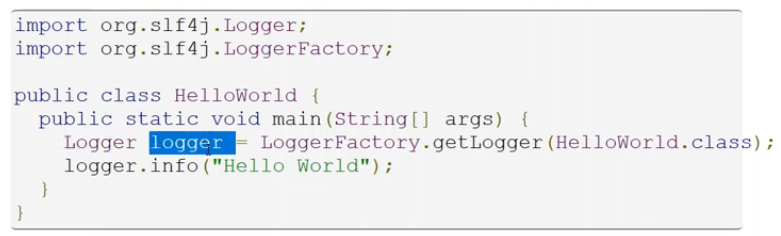 import org.slf4j.Logger;
import org.slf4j.LoggerFactory;
public class HelloWorld {
public static void main(String[] args) {
Logger logger = LoggerFactory.getLogger(HelloWorld.class);
logger.info("Hello World");
}
}